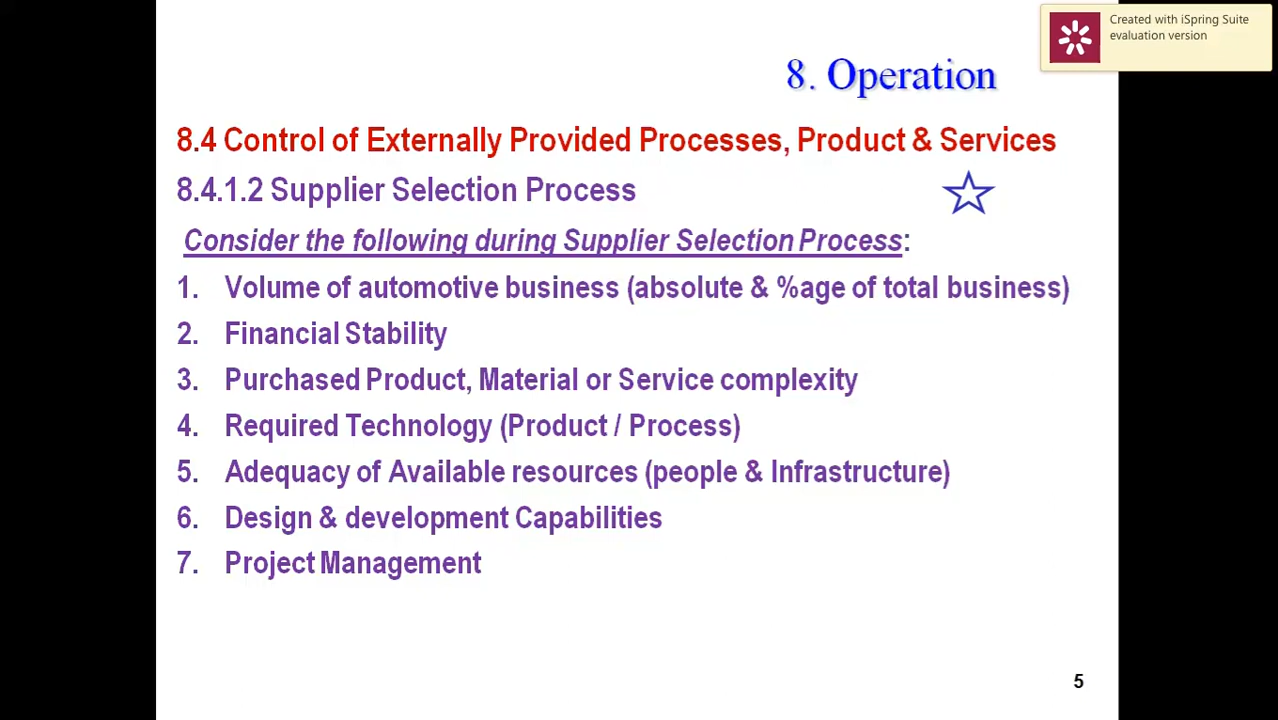 Created with iSpring Suite
evaluation version
8. Operation
8.4 Control of Externally Provided Processes, Product & Services
8.4.1.2 Supplier Selection Process
Consider the following during Supplier Selection Process:
1. Volume of automotive business (absolute & %age of total business)
2. Financial Stability
3. Purchased Product, Material or Service complexity
4. Required Technology (Product / Process)
5. Adequacy of Available resources (people & Infrastructure)
6. Design & development Capabilities
7. Project Management
5